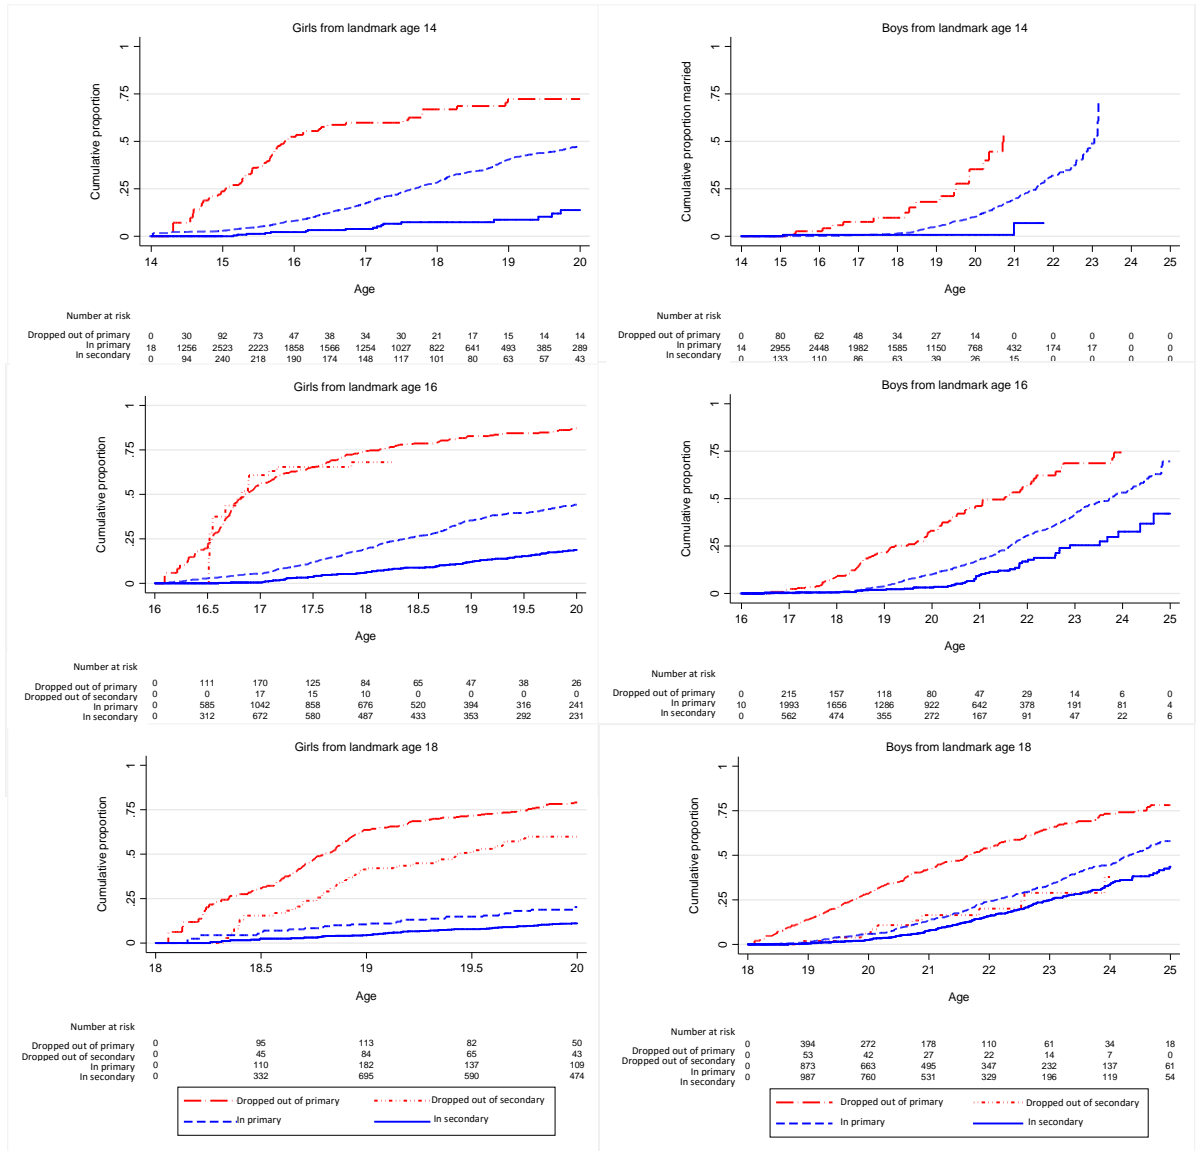 Girls from landmark age 14
Cumulative proportion
1
.75
.5
.25
0
14 15 16 17 18 19 20
Age
Number at risk
Dropped out of primary 0 30 92 73 47 38 34 30 21 17 15 14 14
In primary 18 1256 2523 2223 1858 1566 1254 1027 822 641 493 385 289
In secondary 0 94 240 218 190 174 148 117 101 80 63 57 43
Boys from landmark age 14
Cumulative proportion married
1
.75
.5
.25
0
14 15 16 17 18 19 20 21 22 23 24 25
Age
Number at risk
Dropped out of primary 0 80 62 48 34 27 14 0 0 0 0 0
In primary 14 2955 2448 1982 1585 1150 768 432 174 17 0 0
In secondary 0 133 110 86 63 39 26 15 0 0 0 0
Girls from landmark age 16
Cumulative proportion
1
.75
.5
.25
0
16 16.5 17 17.5 18 18.5 19 19.5 20
Age
Number at risk
Dropped out of primary 0 111 170 125 84 65 47 38 26
Dropped out of secondary 0 0 17 15 10 0 0 0 0
In primary 0 585 1042 858 676 520 394 316 241
In secondary 0 312 672 580 487 433 353 292 231
Boys from landmark age 16
Cumulative proportion
1
.75
.5
.25
0
16 17 18 19 20 21 22 23 24 25
Age
Number at risk
Dropped out of primary 0 215 157 118 80 47 29 14 6 0
In primary 10 1993 1656 1286 922 642 378 191 81 4
In secondary 0 562 474 355 272 167 91 47 22 6
Girls from landmark age 18
Cumulative proportion
1
.75
.5
.25
0
18 18.5 19 19.5 20
Age
Number at risk
Dropped out of primary 0 95 113 82 50
Dropped out of secondary 0 45 84 65 43
In primary 0 110 182 137 109
In secondary 0 332 695 590 474
Dropped out of primary Dropped out of secondary
In primary In secondary
Boys from landmark age 18
Cumulative proportion
1
.75
.5
.25
0
18 19 20 21 22 23 24 25
Age
Number at risk
Dropped out of primary 0 394 272 178 110 61 34 18
Dropped out of secondary 0 53 42 27 22 14 7 0
In primary 0 873 663 495 347 232 137 61
In secondary 0 987 760 531 329 196 119 54
Dropped out of primary Dropped out of secondary
In primary In secondary